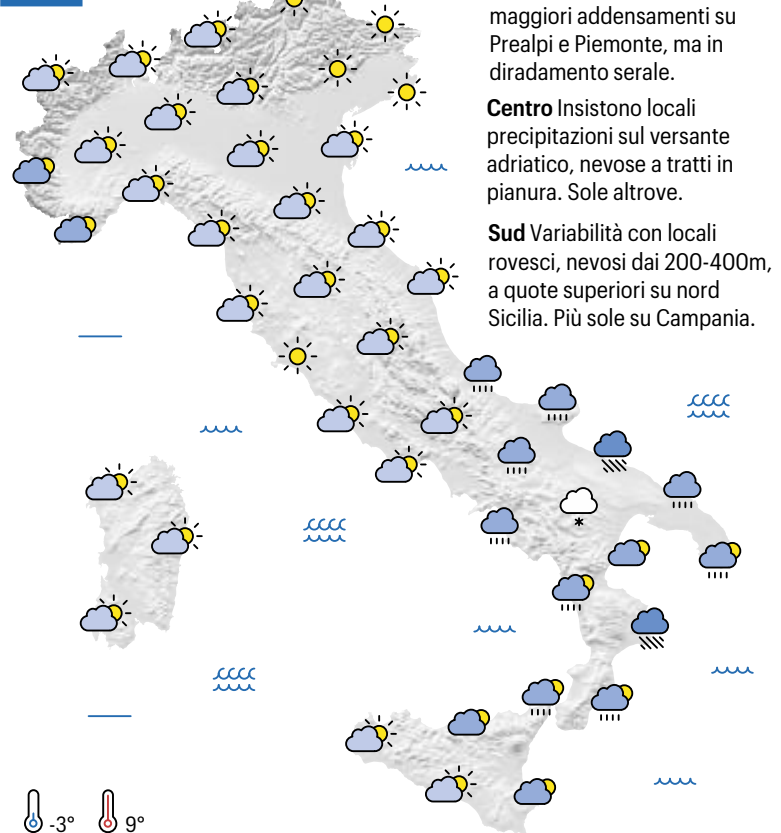 maggiori addensamenti su
Prealpi e Piemonte, ma in
diradamento serale.
Centro Insistono locali
precipitazioni sul versante
adriatico, nevose a tratti in
pianura. Sole altrove.
Sud Variabilità con locali
rovesci, nevosi dai 200-400m,
a quote superiori su nord
Sicilia. Più sole su Campania.
-3° 9°